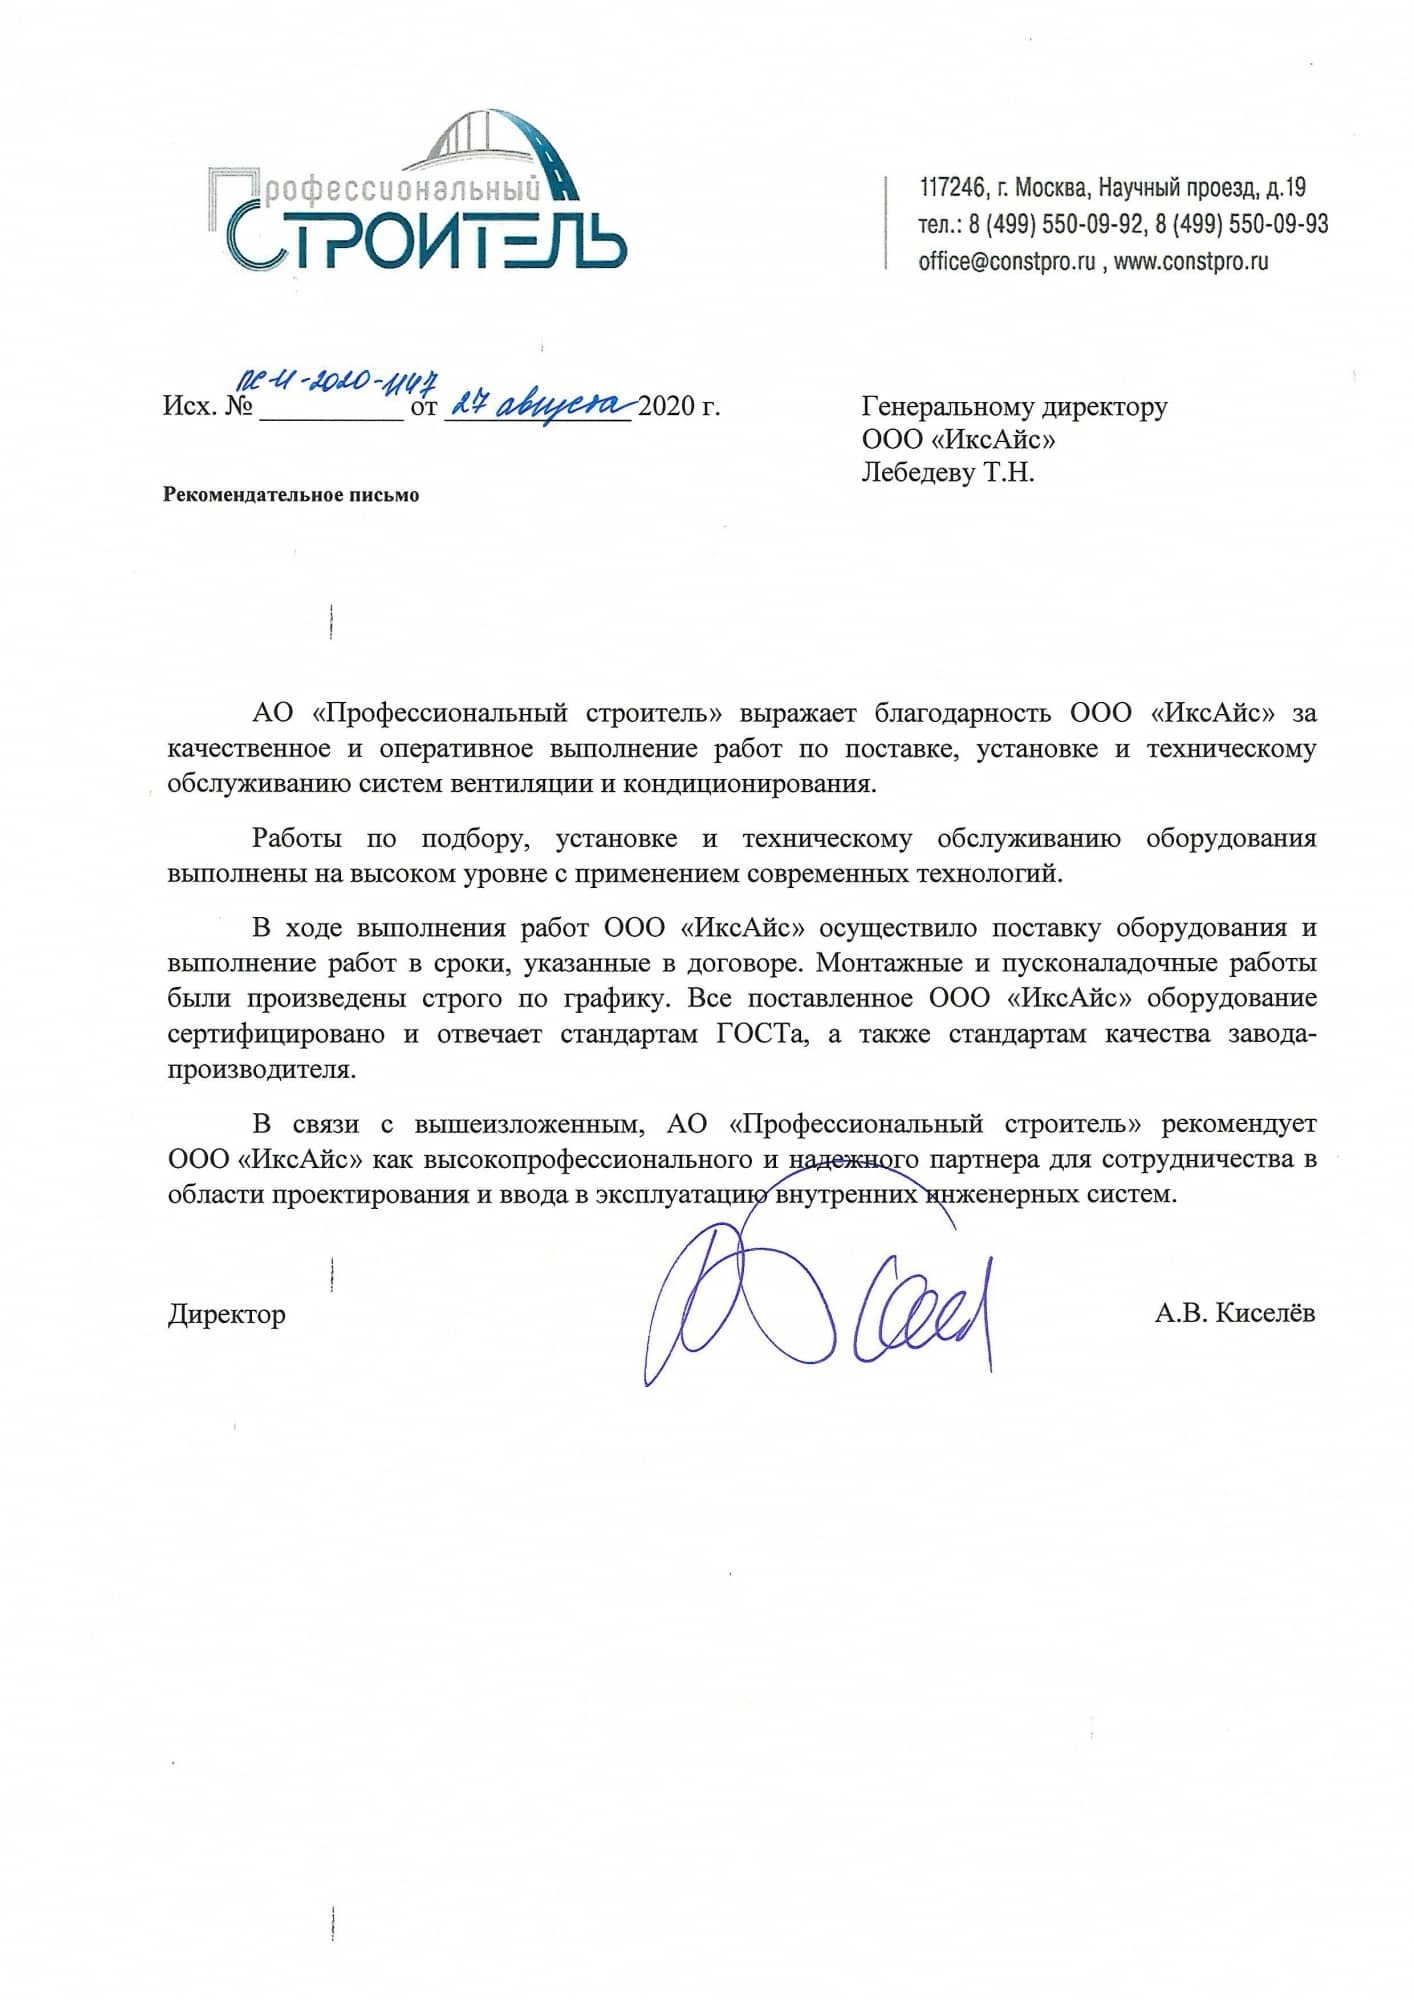 Профессиональный
СТРОИТЕЛЬ
117246, г. Москва, Научный проезд, д.19
тел.: 8 (499) 550-09-92, 8 (499) 550-09-93
office@constpro.ru , www.constpro.ru
Исх. № ПС-И-2020-1147 от 27 августа 2020 г.
Генеральному директору
ООО «ИксАйс»
Лебедеву Т.Н.
Рекомендательное письмо
АО «Профессиональный строитель» выражает благодарность ООО «ИксАйс» за
качественное и оперативное выполнение работ по поставке, установке и техническому
обслуживанию систем вентиляции и кондиционирования.
Работы по подбору, установке и техническому обслуживанию оборудования
выполнены на высоком уровне с применением современных технологий.
В ходе выполнения работ ООО «ИксАйс» осуществило поставку оборудования и
выполнение работ в сроки, указанные в договоре. Монтажные и пусконаладочные работы
были произведены строго по графику. Все поставленное ООО «ИксАйс» оборудование
сертифицировано и отвечает стандартам ГОСТа, а также стандартам качества завода-
производителя.
В связи с вышеизложенным, АО «Профессиональный строитель» рекомендует
ООО «ИксАйс» как высокопрофессионального и надежного партнера для сотрудничества в
области проектирования и ввода в эксплуатацию внутренних инженерных систем.
Директор
А.В. Киселёв